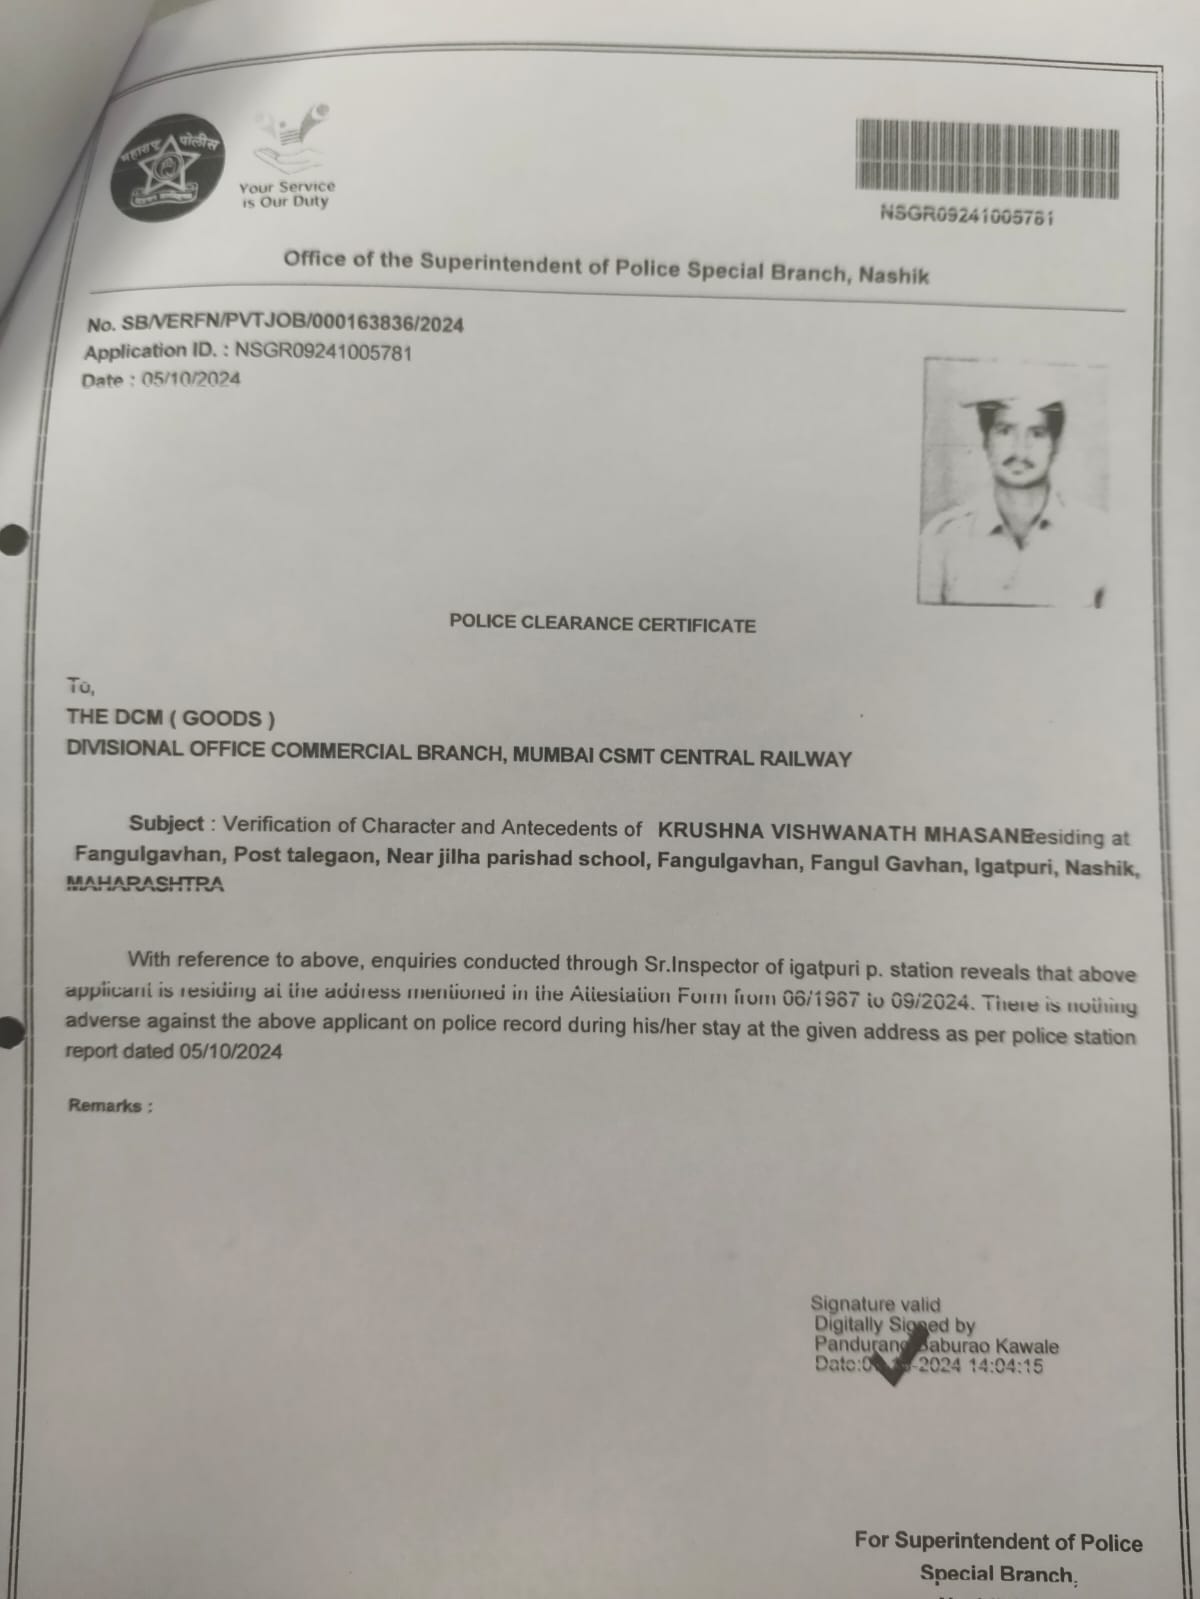 महाराष्ट्र पोलीस
Your Service
is Our Duty
NSGR09241005781
Office of the Superintendent of Police Special Branch, Nashik
No. SB/VERFN/PVTJOB/000163836/2024
Application ID. : NSGR09241005781
Date : 05/10/2024
POLICE CLEARANCE CERTIFICATE
To,
THE DCM ( GOODS )
DIVISIONAL OFFICE COMMERCIAL BRANCH, MUMBAI CSMT CENTRAL RAILWAY
Subject : Verification of Character and Antecedents of KRUSHNA VISHWANATH MHASANE residing at
Fangulgavhan, Post talegaon, Near jilha parishad school, Fangulgavhan, Fangul Gavhan, Igatpuri, Nashik,
MAHARASHTRA
With reference to above, enquiries conducted through Sr.Inspector of igatpuri p. station reveals that above
applicant is residing at the address mentioned in the Attestation Form from 06/1987 to 09/2024. There is nothing
adverse against the above applicant on police record during his/her stay at the given address as per police station
report dated 05/10/2024
Remarks :
Signature valid
Digitally Signed by
Pandurang Baburao Kawale
Date: -2024 14:04:15
For Superintendent of Police
Special Branch,